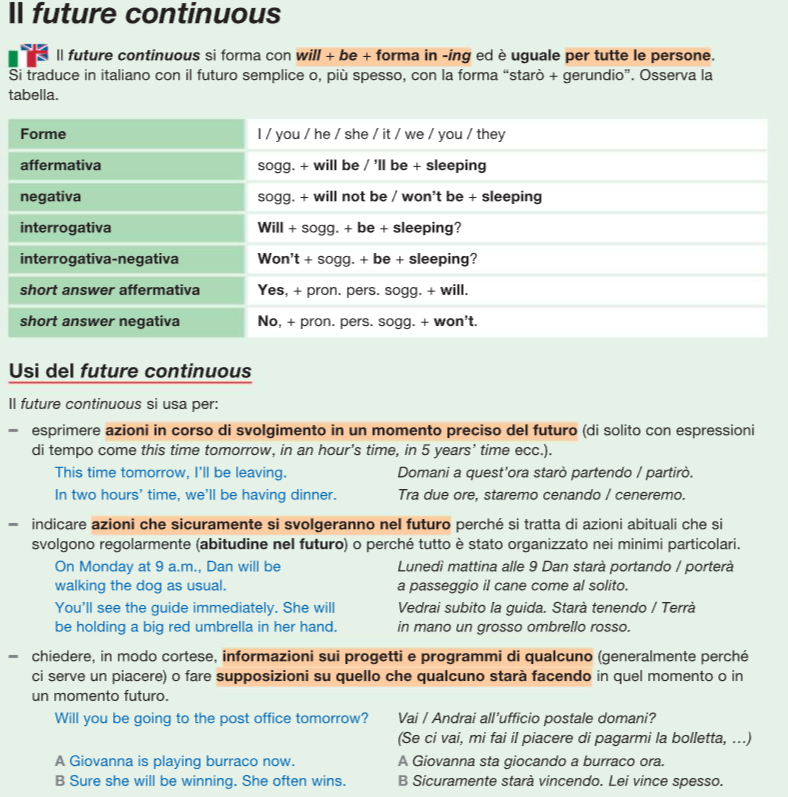 Il future continuous
Il future continuous si forma con will + be + forma in -ing ed è uguale per tutte le persone.
Si traduce in italiano con il futuro semplice o, più spesso, con la forma “starò + gerundio”. Osserva la
tabella.
Forme I / you / he / she / it / we / you / they
affermativa sogg. + will be / ’ll be + sleeping
negativa sogg. + will not be / won’t be + sleeping
interrogativa Will + sogg. + be + sleeping?
interrogativa-negativa Won’t + sogg. + be + sleeping?
short answer affermativa Yes, + pron. pers. sogg. + will.
short answer negativa No, + pron. pers. sogg. + won’t.
Usi del future continuous
Il future continuous si usa per:
– esprimere azioni in corso di svolgimento in un momento preciso del futuro (di solito con espressioni
di tempo come this time tomorrow, in an hour’s time, in 5 years’ time ecc.).
This time tomorrow, I’ll be leaving. Domani a quest’ora starò partendo / partirò.
In two hours’ time, we’ll be having dinner. Tra due ore, staremo cenando / ceneremo.
– indicare azioni che sicuramente si svolgeranno nel futuro perché si tratta di azioni abituali che si
svolgono regolarmente (abitudine nel futuro) o perché tutto è stato organizzato nei minimi particolari.
On Monday at 9 a.m., Dan will be Lunedì mattina alle 9 Dan starà portando / porterà
walking the dog as usual. a passeggio il cane come al solito.
You’ll see the guide immediately. She will Vedrai subito la guida. Starà tenendo / Terrà
be holding a big red umbrella in her hand. in mano un grosso ombrello rosso.
– chiedere, in modo cortese, informazioni sui progetti e programmi di qualcuno (generalmente perché
ci serve un piacere) o fare supposizioni su quello che qualcuno starà facendo in quel momento o in
un momento futuro.
Will you be going to the post office tomorrow? Vai / Andrai all’ufficio postale domani?
(Se ci vai, mi fai il piacere di pagarmi la bolletta, …)
A Giovanna is playing burraco now. A Giovanna sta giocando a burraco ora.
B Sure she will be winning. She often wins. B Sicuramente starà vincendo. Lei vince spesso.